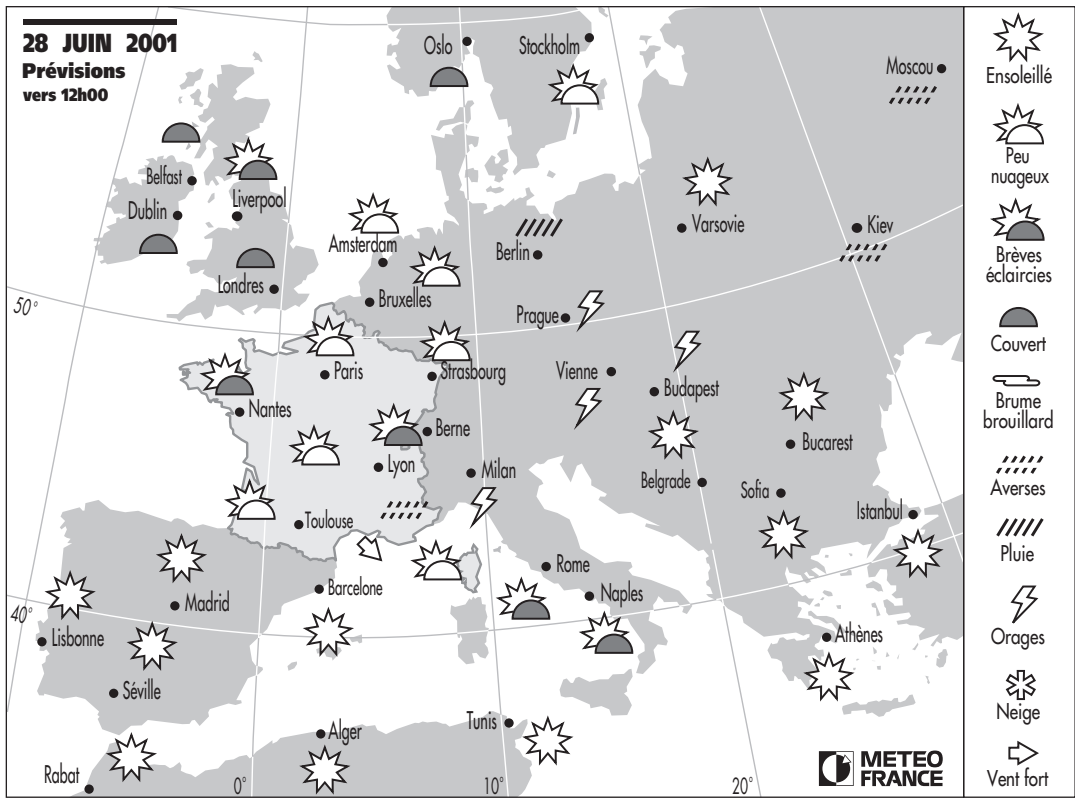 28 JUIN 2001
Prévisions
vers 12h00
Oslo
Stockholm
Moscou
Belfast
Dublin
Liverpool
Londres
Amsterdam
Bruxelles
Berlin
Varsovie
Kiev
50°
Prague
Paris
Strasbourg
Vienne
Budapest
Nantes
Berne
Bucarest
Lyon
Milan
Belgrade
Sofia
Istanbul
Toulouse
Rome
Barcelone
Naples
Madrid
40°
Lisbonne
Athènes
Séville
Tunis
Alger
Rabat
0°
10°
20°
METEO
FRANCE
Ensoleillé
Peu
nuageux
Brèves
éclaircies
Couvert
Brume
brouillard
Averses
Pluie
Orages
Neige
Vent fort